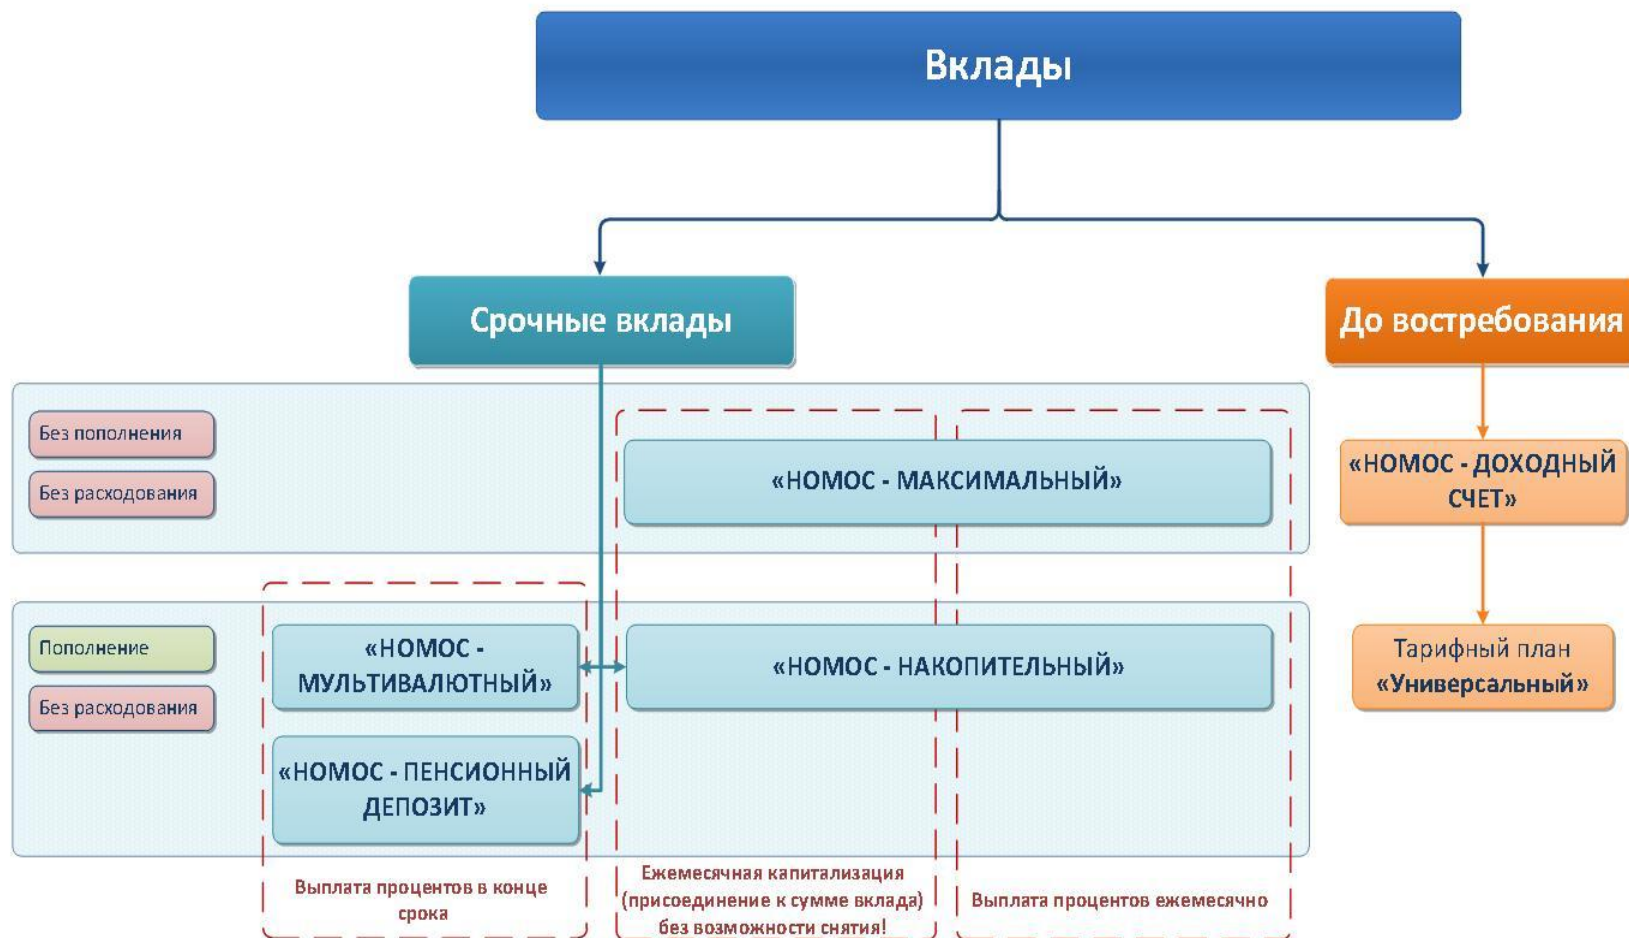 Вклады
Срочные вклады
До востребования
Без пополнения
Без расходования
«НОМОС - МАКСИМАЛЬНЫЙ»
«НОМОС - ДОХОДНЫЙ
СЧЕТ»
Пополнение
Без расходования
«НОМОС -
МУЛЬТИВАЛЮТНЫЙ»
«НОМОС - НАКОПИТЕЛЬНЫЙ»
Тарифный план
«Универсальный»
«НОМОС - ПЕНСИОННЫЙ
ДЕПОЗИТ»
Выплата процентов в конце
срока
Ежемесячная капитализация
(присоединение к сумме вклада)
без возможности снятия!
Выплата процентов ежемесячно